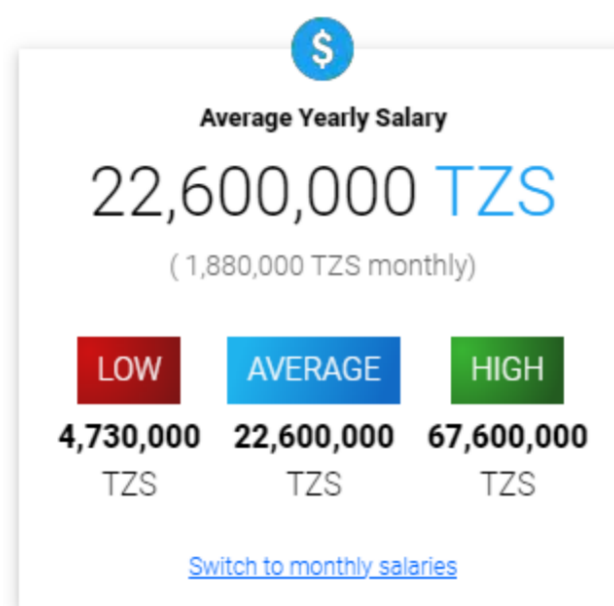 $
Average Yearly Salary
22,600,000 TZS
( 1,880,000 TZS monthly)
LOW AVERAGE HIGH
4,730,000 22,600,000 67,600,000
TZS TZS TZS
Switch to monthly salaries